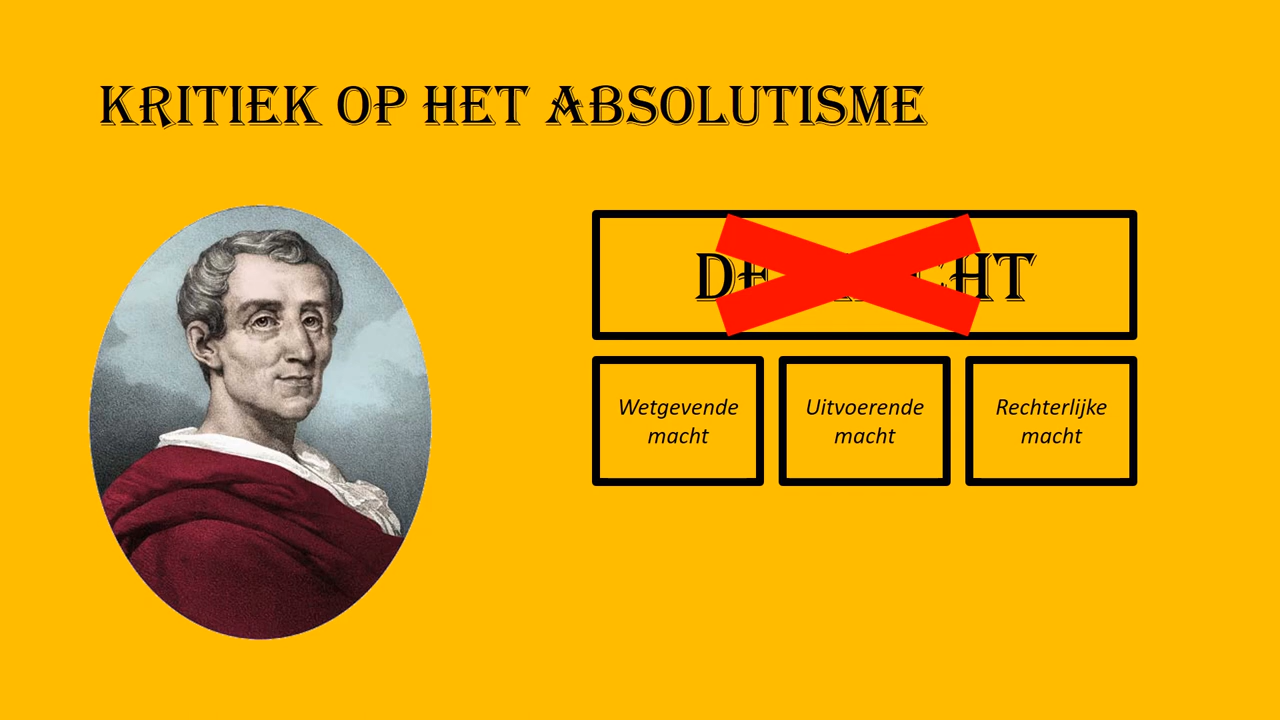 KRITIEK OP HET ABSOLUTISME
Wetgevende
macht
Uitvoerende
macht
Rechterlijke
macht